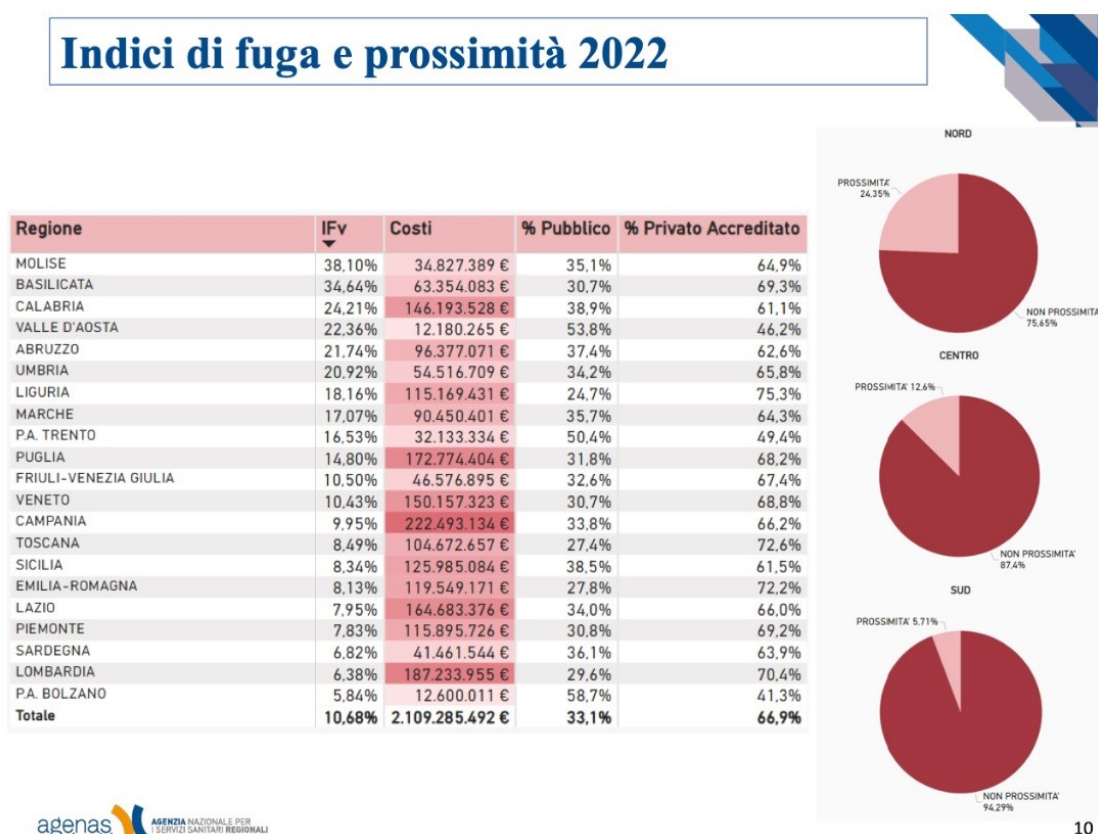 Indici di fuga e prossimità 2022
Regione IFv Costi % Pubblico % Privato Accreditato
MOLISE 38,10% 34.827.389 € 35,1% 64,9%
BASILICATA 34,64% 63.354.083 € 30,7% 69,3%
CALABRIA 24,21% 146.193.528 € 38,9% 61,1%
VALLE D'AOSTA 22,36% 12.180.265 € 53,8% 46,2%
ABRUZZO 21,74% 96.377.071 € 37,4% 62,6%
UMBRIA 20,92% 54.516.709 € 34,2% 65,8%
LIGURIA 18,16% 115.169.431 € 24,7% 75,3%
MARCHE 17,07% 90.450.401 € 35,7% 64,3%
P.A. TRENTO 16,53% 32.133.334 € 50,4% 49,4%
PUGLIA 14,80% 172.774.404 € 31,8% 68,2%
FRIULI-VENEZIA GIULIA 10,50% 46.576.895 € 32,6% 67,4%
VENETO 10,43% 150.157.323 € 30,7% 68,8%
CAMPANIA 9,95% 222.493.134 € 33,8% 66,2%
TOSCANA 8,49% 104.672.657 € 27,4% 72,6%
SICILIA 8,34% 125.985.084 € 38,5% 61,5%
EMILIA-ROMAGNA 8,13% 119.549.171 € 27,8% 72,2%
LAZIO 7,95% 164.683.376 € 34,0% 66,0%
PIEMONTE 7,83% 115.895.726 € 30,8% 69,2%
SARDEGNA 6,82% 41.461.544 € 36,1% 63,9%
LOMBARDIA 6,38% 187.233.955 € 29,6% 70,4%
P.A. BOLZANO 5,84% 12.600.011 € 58,7% 41,3%
Totale 10,68% 2.109.285.492 € 33,1% 66,9%
NORD
PROSSIMITA'
24,35%
NON PROSSIMITA'
75,65%
CENTRO
PROSSIMITA' 12,6%
NON PROSSIMITA'
87,4%
SUD
PROSSIMITA' 5,71%
NON PROSSIMITA'
94,29%
agenas
AGENZIA NAZIONALE PER
I SERVIZI SANITARI REGIONALI
10